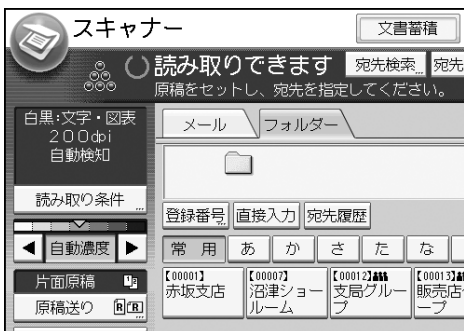 スキャナー
文書蓄積
読み取りできます
宛先検索
宛先
原稿をセットし、宛先を指定してください。
白黒:文字・図表
200dpi
自動検知
メール
フォルダー
読み取り条件
登録番号
直接入力
宛先履歴
自動濃度
常用
あ
か
さ
た
な
片面原稿
原稿送り
【00001】
赤坂支店
【00007】
沼津ショー
ルーム
【00012】
支局グルー
プ
【00013】
販売店
ープ